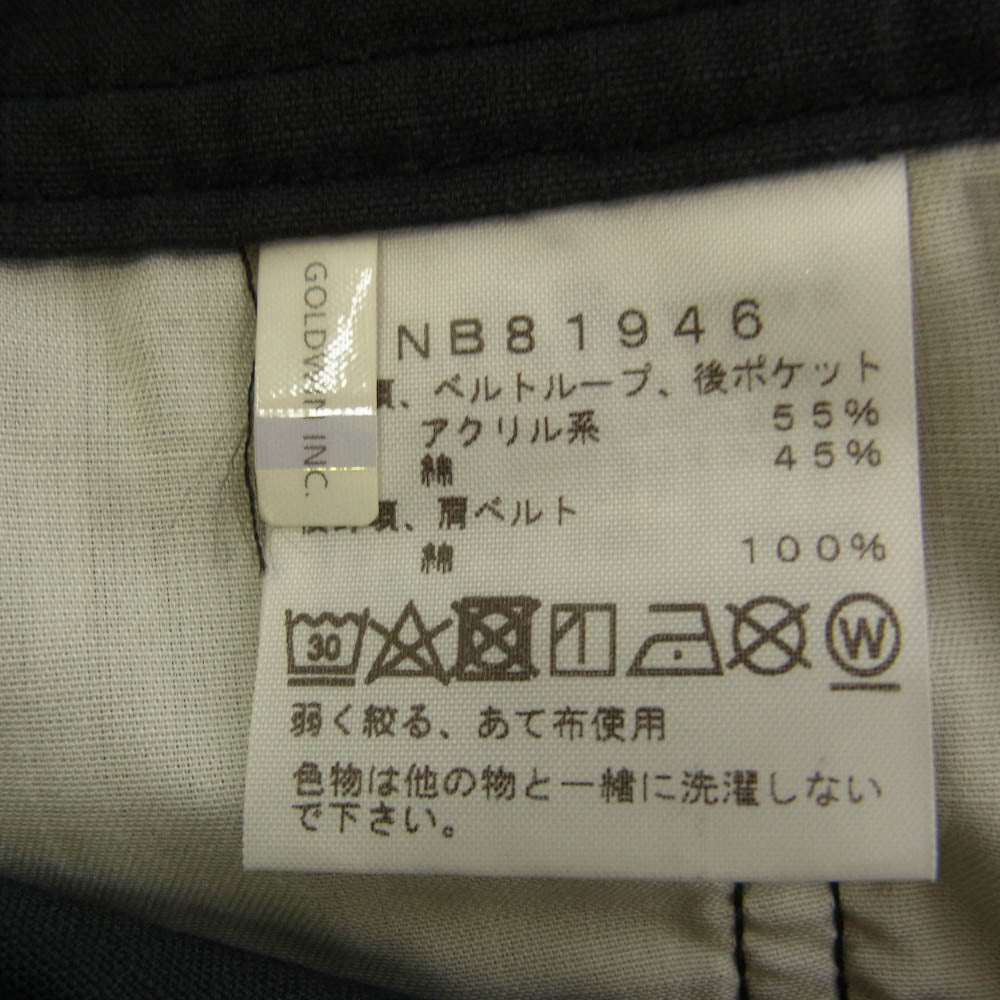 GOLDWIN INC.
NB81946
、ベルトループ、後ポケット
アクリル系 55%
綿 45%
、肩ベルト
綿 100%
30
W
弱く絞る、あて布使用
色物は他の物と一緒に洗濯しない
で下さい。